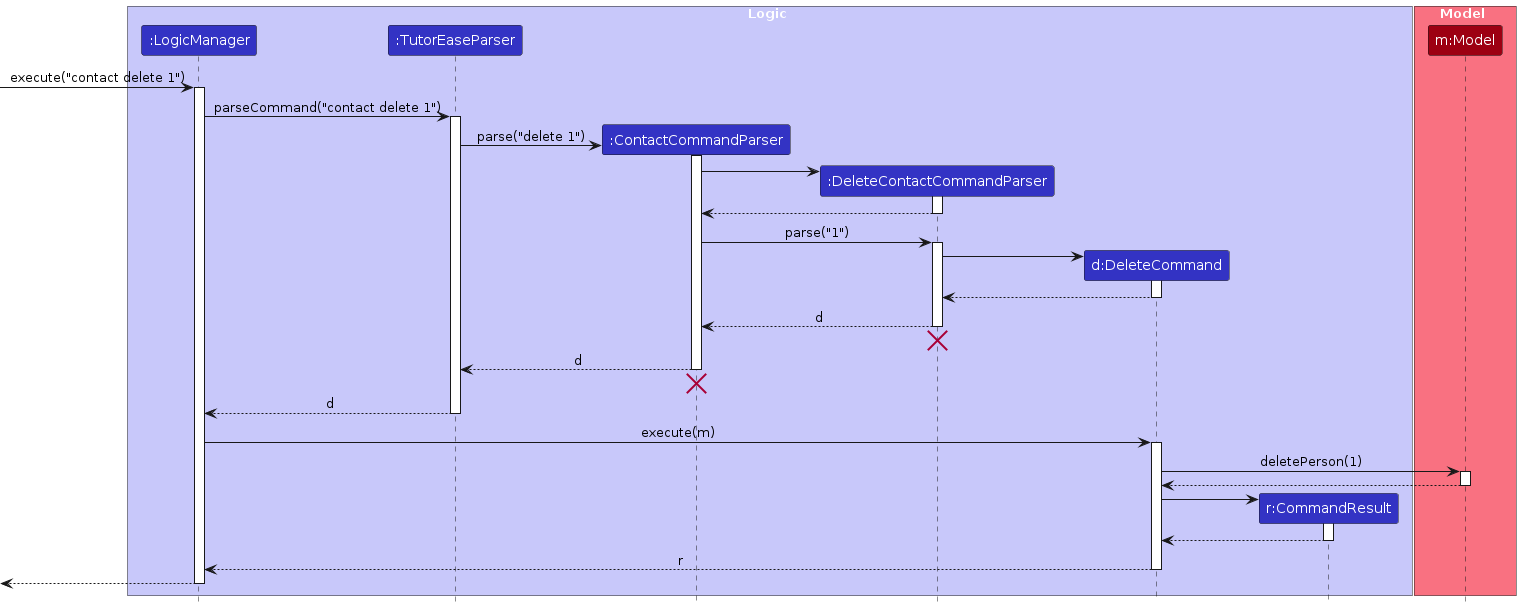 Logic
Model
:LogicManager
:TutorEaseParser
m:Model
execute("contact delete 1")
parseCommand("contact delete 1")
parse("delete 1")
:ContactCommandParser
:DeleteContactCommandParser
parse("1")
d:DeleteCommand
d
d
d
execute(m)
deletePerson(1)
r:CommandResult
r